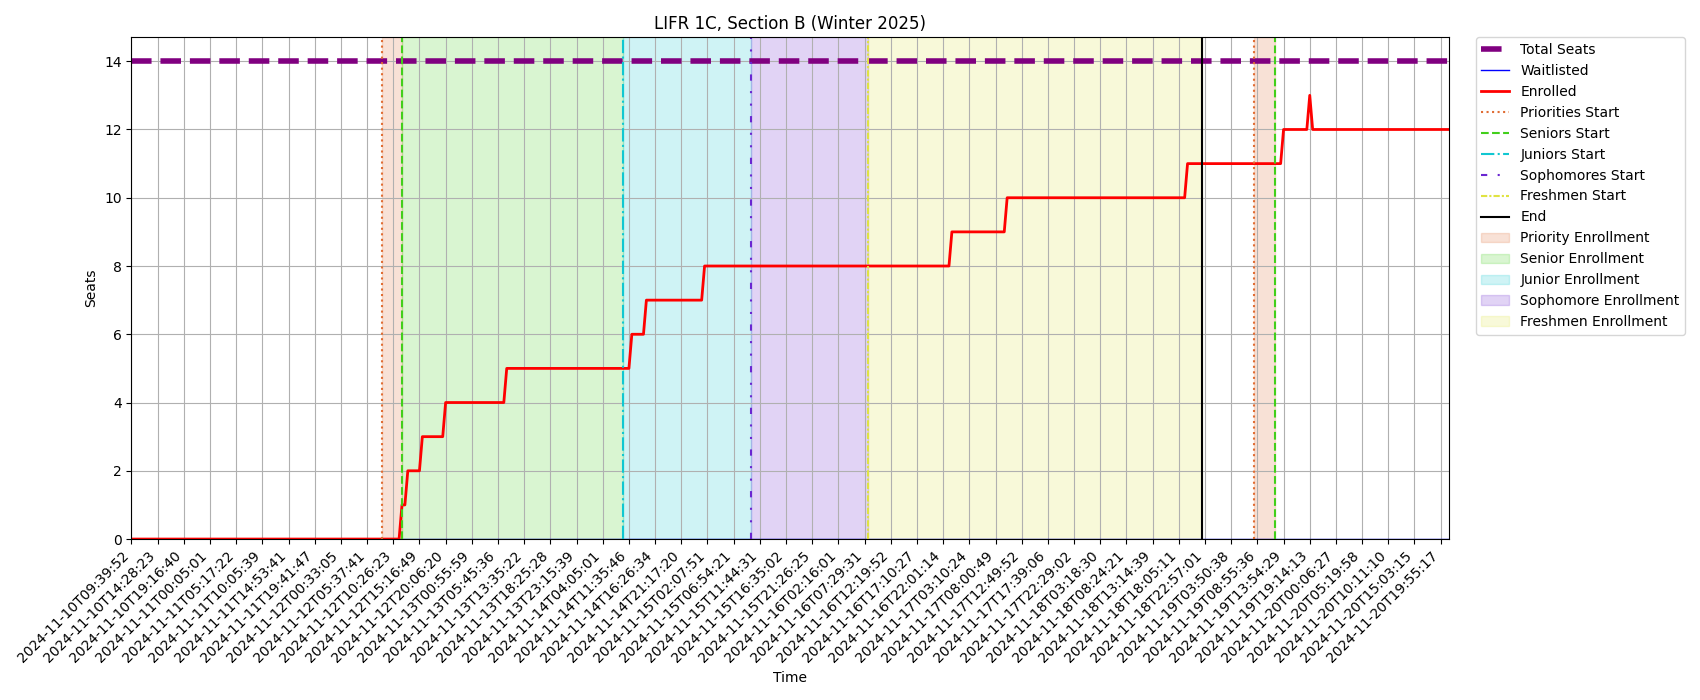 LIFR 1C, Section B (Winter 2025)
Total Seats
Waitlisted
Enrolled
Priorities Start
Seniors Start
Juniors Start
Sophomores Start
Freshmen Start
End
Priority Enrollment
Senior Enrollment
Junior Enrollment
Sophomore Enrollment
Freshmen Enrollment
Seats
14
12
10
8
6
4
2
0
2024-11-10T09:39:52
2024-11-10T14:28:23
2024-11-10T19:16:40
2024-11-11T00:05:01
2024-11-11T05:17:22
2024-11-11T10:05:39
2024-11-11T14:53:41
2024-11-11T19:41:47
2024-11-12T00:33:05
2024-11-12T05:37:41
2024-11-12T10:26:23
2024-11-12T15:16:49
2024-11-12T20:06:20
2024-11-13T00:55:59
2024-11-13T05:45:36
2024-11-13T13:35:22
2024-11-13T18:25:28
2024-11-13T23:15:39
2024-11-14T04:05:01
2024-11-14T11:35:46
2024-11-14T16:26:34
2024-11-14T21:17:20
2024-11-15T02:07:51
2024-11-15T06:54:21
2024-11-15T11:44:31
2024-11-15T16:35:02
2024-11-15T21:26:25
2024-11-16T02:16:01
2024-11-16T07:29:31
2024-11-16T12:19:52
2024-11-16T17:10:27
2024-11-16T22:01:14
2024-11-17T03:10:24
2024-11-17T08:00:49
2024-11-17T12:49:52
2024-11-17T17:39:06
2024-11-17T22:29:02
2024-11-18T03:18:30
2024-11-18T08:24:21
2024-11-18T13:14:39
2024-11-18T18:05:11
2024-11-18T22:57:01
2024-11-19T03:50:38
2024-11-19T08:55:36
2024-11-19T13:54:29
2024-11-19T19:14:13
2024-11-20T00:06:27
2024-11-20T05:19:58
2024-11-20T10:11:10
2024-11-20T15:03:15
2024-11-20T19:55:17
Time